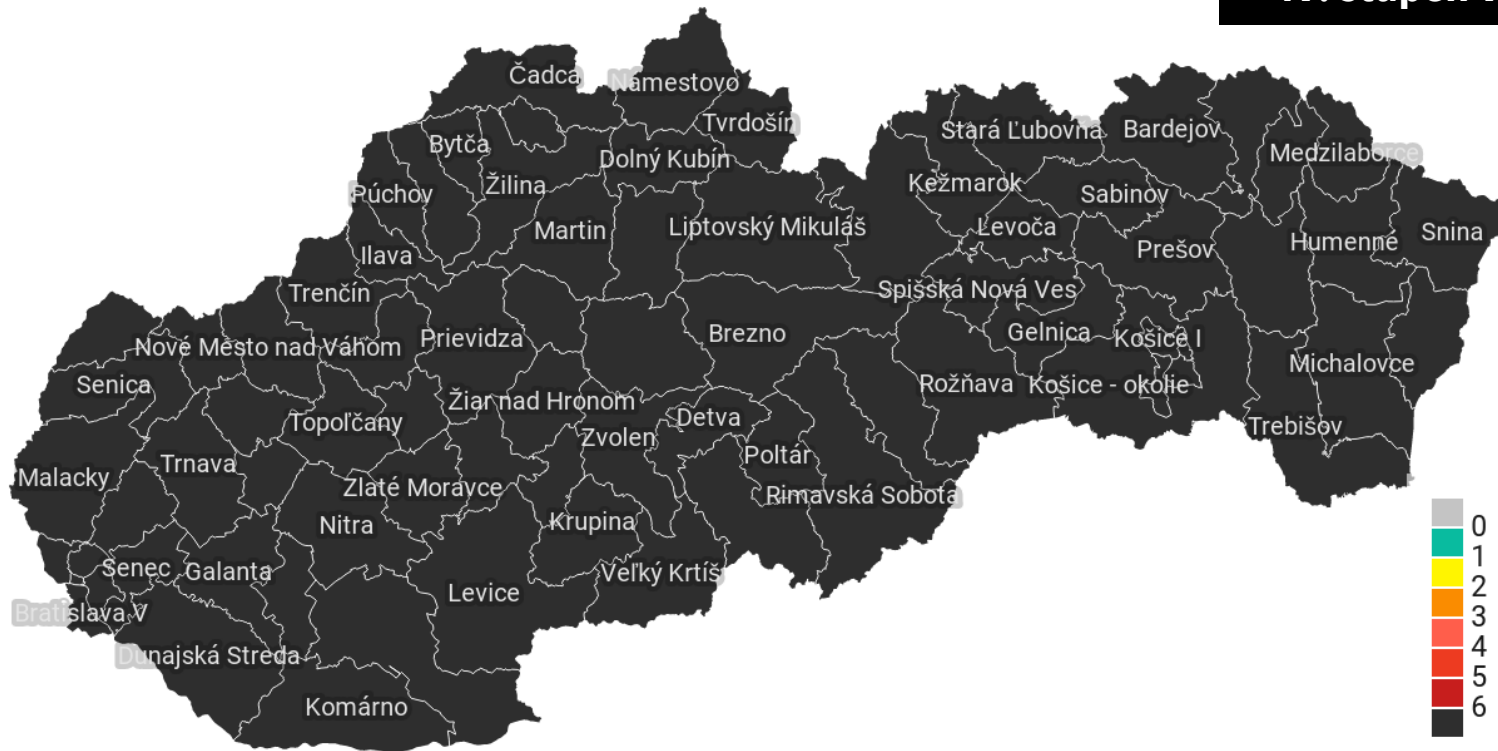 IV. stupeň
Čadca
Námestovo
Tvrdošín
Stará Ľubovňa
Bardejov
Bytča
Dolný Kubín
Medzilaborce
Púchov
Žilina
Kežmarok
Sabinov
Martin
Liptovský Mikuláš
Levoča
Ilava
Prešov
Humenné
Snina
Trenčín
Spišská Nová Ves
Nové Mesto nad Váhom
Prievidza
Brezno
Gelnica
Košice I
Senica
Rožňava
Košice - okolie
Michalovce
Žiar nad Hronom
Topoľčany
Detva
Zvolen
Trebišov
Malacky
Trnava
Poltár
Zlaté Moravce
Rimavská Sobota
Nitra
Krupina
Senec
Galanta
Veľký Krtíš
Levice
Bratislava V
Dunajská Streda
Komárno
0
1
2
3
4
5
6